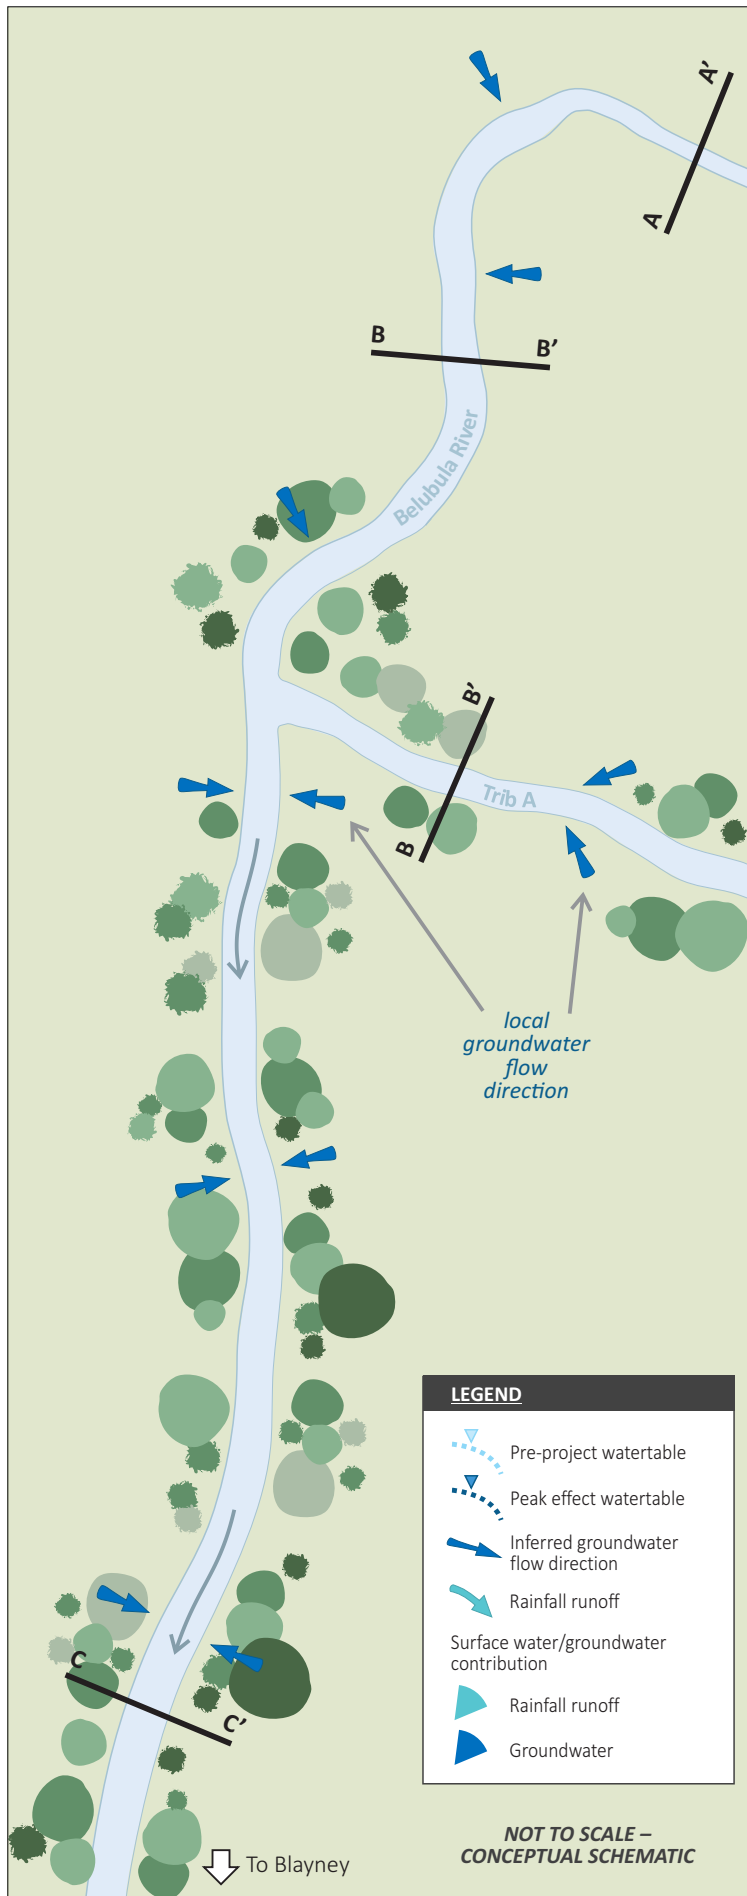 A'
A
B
B'
Belubula River
B'
Trib A
B
local
groundwater
flow
direction
LEGEND
Pre-project watertable
Peak effect watertable
Inferred groundwater
flow direction
Rainfall runoff
Surface water/groundwater
contribution
Rainfall runoff
Groundwater
C
C'
NOT TO SCALE –
CONCEPTUAL SCHEMATIC
To Blayney